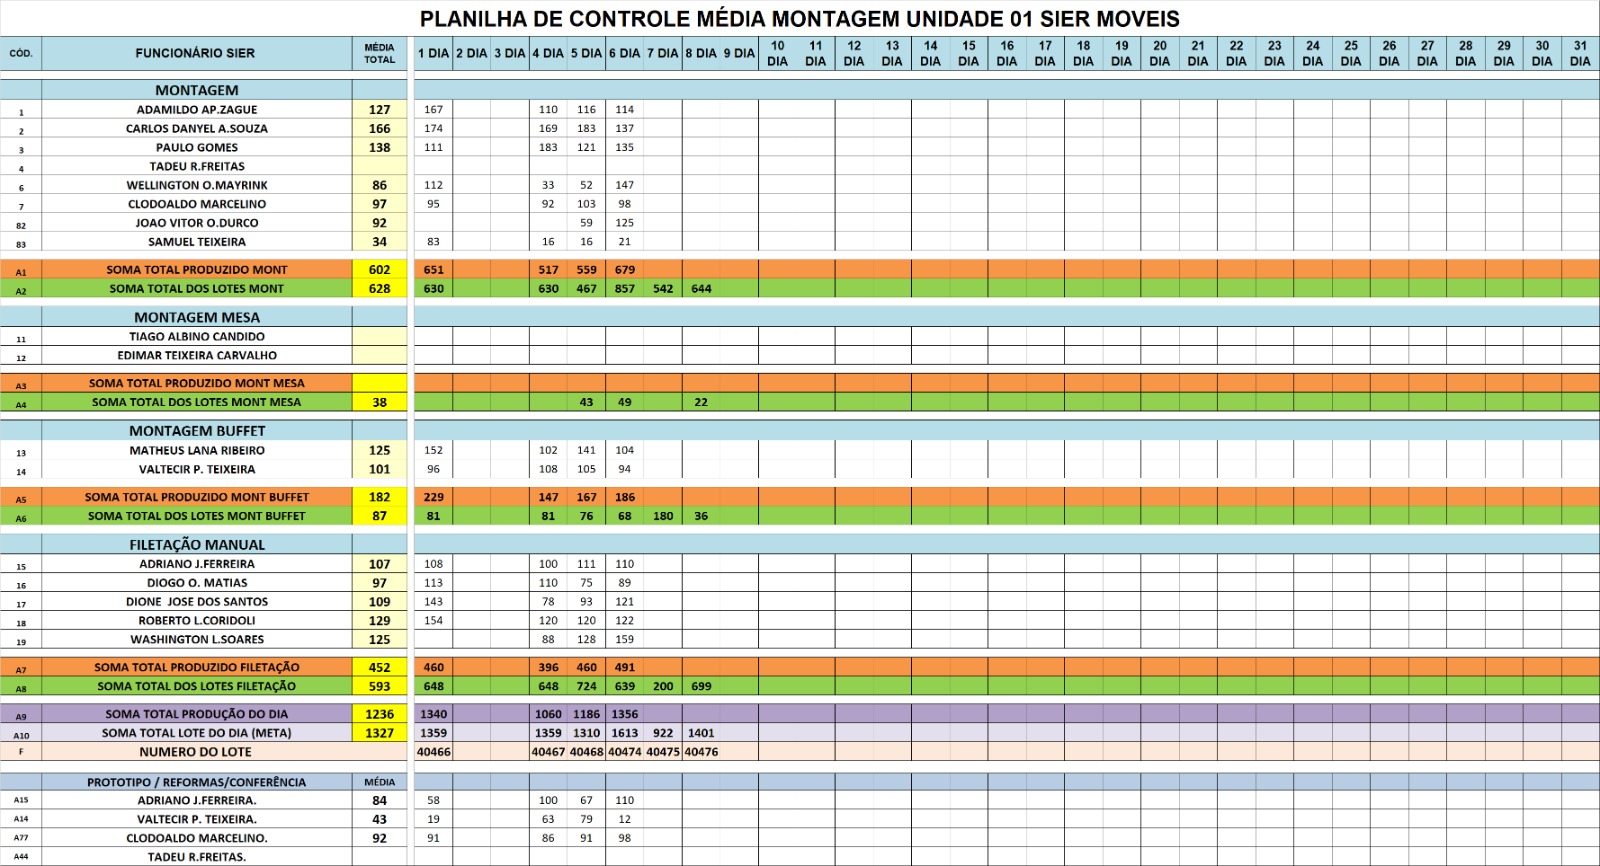 PLANILHA DE CONTROLE MÉDIA MONTAGEM UNIDADE 01 SIER MOVEIS
CÓD. FUNCIONÁRIO SIER MÉDIA TOTAL 1 DIA 2 DIA 3 DIA 4 DIA 5 DIA 6 DIA 7 DIA 8 DIA 9 DIA 10 DIA 11 DIA 12 DIA 13 DIA 14 DIA 15 DIA 16 DIA 17 DIA 18 DIA 19 DIA 20 DIA 21 DIA 22 DIA 23 DIA 24 DIA 25 DIA 26 DIA 27 DIA 28 DIA 29 DIA 30 DIA 31 DIA
MONTAGEM
1 ADAMILDO AP.ZAGUE 127 167 110 116 114
2 CARLOS DANYEL A.SOUZA 166 174 169 183 137
3 PAULO GOMES 138 111 183 121 135
4 TADEU R.FREITAS
6 WELLINGTON O.MAYRINK 86 112 33 52 147
7 CLODOALDO MARCELINO 97 95 92 103 98
82 JOAO VITOR O.DURCO 92 59 125
83 SAMUEL TEIXEIRA 34 83 16 16 21
A1 SOMA TOTAL PRODUZIDO MONT 602 651 517 559 679
A2 SOMA TOTAL DOS LOTES MONT 628 630 630 467 857 542 644
MONTAGEM MESA
11 TIAGO ALBINO CANDIDO
12 EDIMAR TEIXEIRA CARVALHO
A3 SOMA TOTAL PRODUZIDO MONT MESA
A4 SOMA TOTAL DOS LOTES MONT MESA 38 43 49 22
MONTAGEM BUFFET
13 MATHEUS LANA RIBEIRO 125 152 102 141 104
14 VALTECIR P. TEIXEIRA 101 96 108 105 94
A5 SOMA TOTAL PRODUZIDO MONT BUFFET 182 229 147 167 186
A6 SOMA TOTAL DOS LOTES MONT BUFFET 87 81 81 76 68 180 36
FILETAÇÃO MANUAL
15 ADRIANO J.FERREIRA 107 108 100 111 110
16 DIOGO O. MATIAS 97 113 110 75 89
17 DIONE JOSE DOS SANTOS 109 143 78 93 121
18 ROBERTO L.CORIDOLI 129 154 120 120 122
19 WASHINGTON L.SOARES 125 88 128 159
A7 SOMA TOTAL PRODUZIDO FILETAÇÃO 452 460 396 460 491
A8 SOMA TOTAL DOS LOTES FILETAÇÃO 593 648 648 724 639 200 699
A9 SOMA TOTAL PRODUÇÃO DO DIA 1236 1340 1060 1186 1356
A10 SOMA TOTAL LOTE DO DIA (META) 1327 1359 1359 1310 1613 922 1401
F NUMERO DO LOTE 40466 40467 40468 40474 40475 40476
PROTOTIPO / REFORMAS/CONFERÊNCIA MÉDIA
A15 ADRIANO J.FERREIRA. 84 58 100 67 110
A14 VALTECIR P. TEIXEIRA. 43 19 63 79 12
A77 CLODOALDO MARCELINO. 92 91 86 91 98
A44 TADEU R.FREITAS.